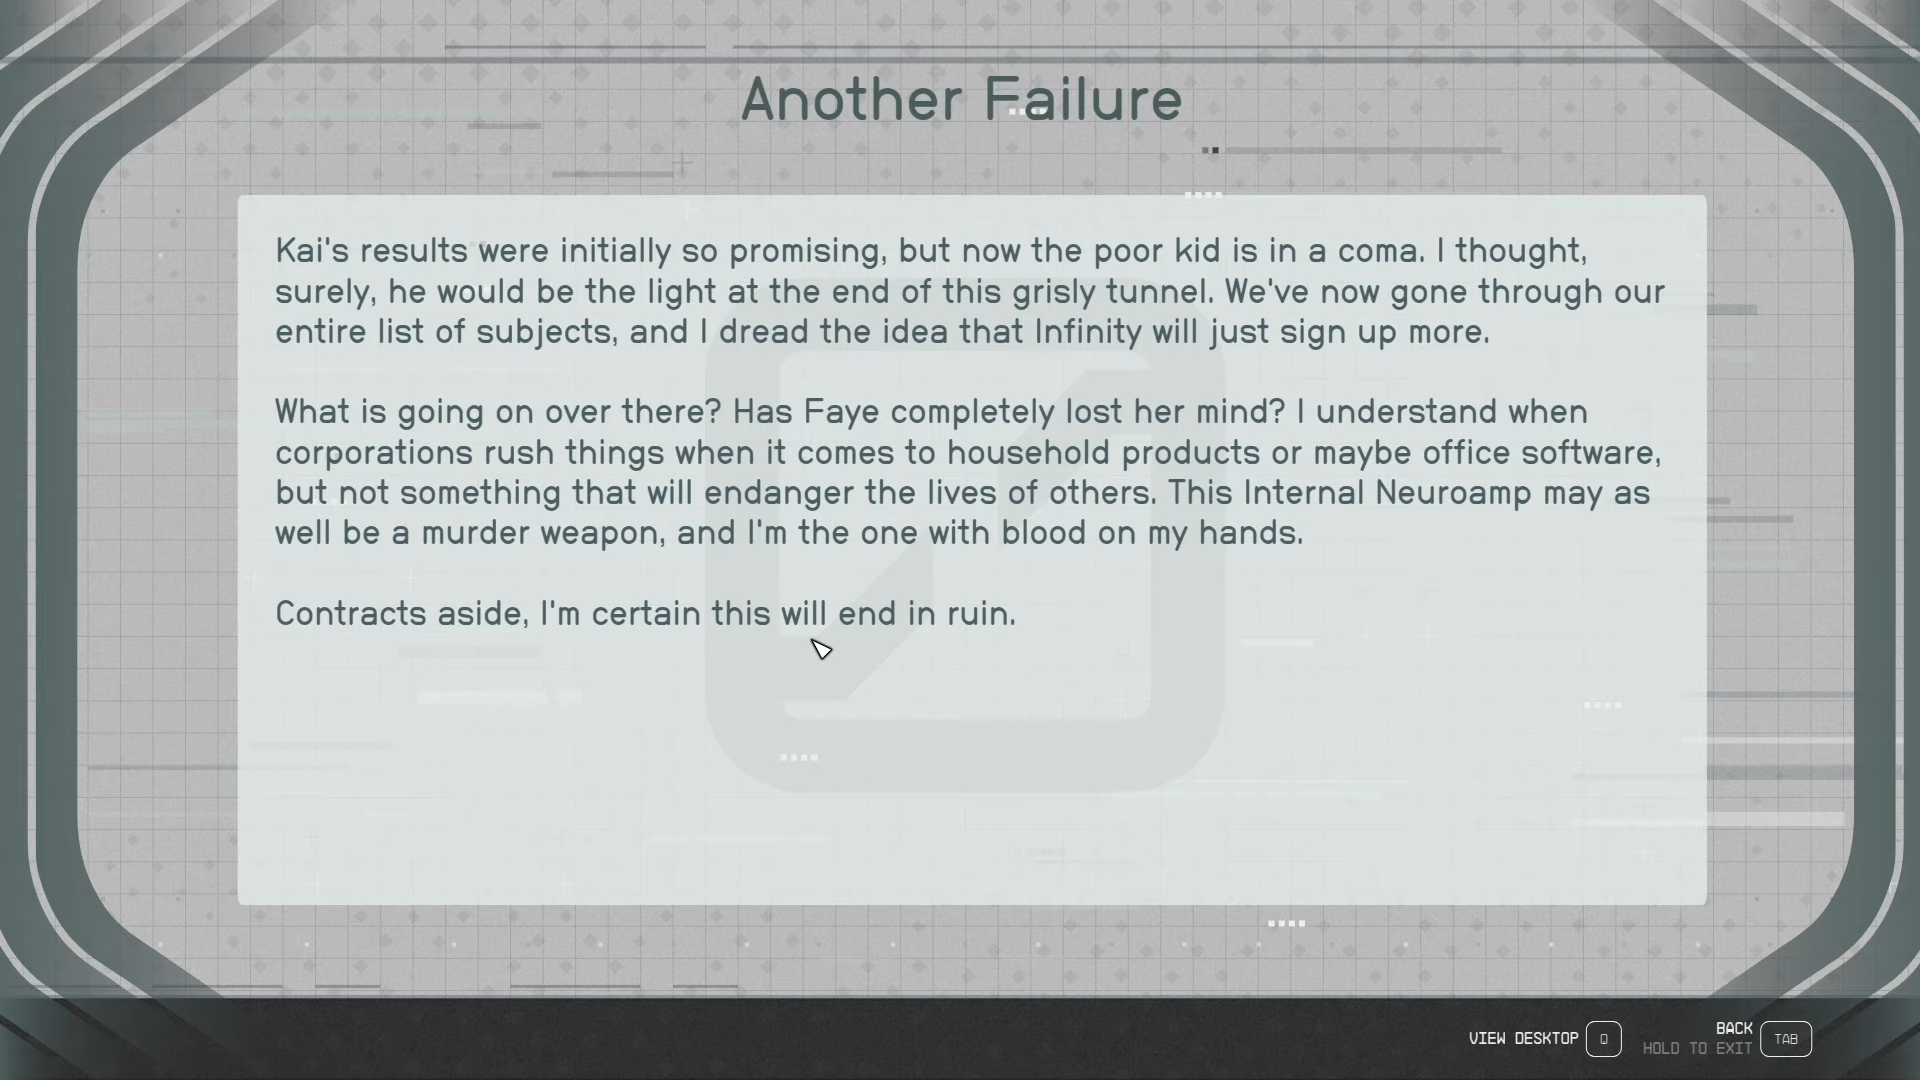 Another Failure
Kai's results were initially so promising, but now the poor kid is in a coma. I thought,
surely, he would be the light at the end of this grisly tunnel. We've now gone through our
entire list of subjects, and I dread the idea that Infinity will just sign up more.
What is going on over there? Has Faye completely lost her mind? I understand when
corporations rush things when it comes to household products or maybe office software,
but not something that will endanger the lives of others. This Internal Neuroamp may as
well be a murder weapon, and I'm the one with blood on my hands.
Contracts aside, I'm certain this will end in ruin.
VIEW DESKTOP Q
BACK
HOLD TO EXIT TAB